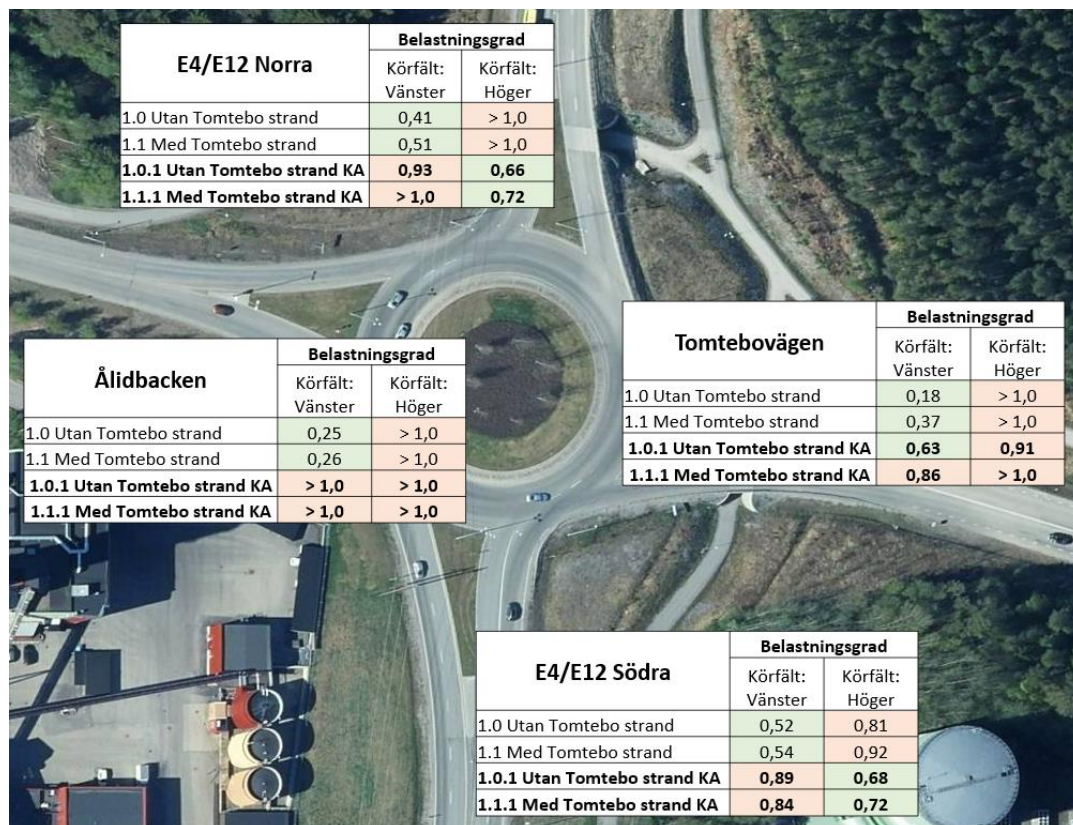 E4/E12 Norra
Belastningsgrad
Körfält: Vänster
Körfält: Höger
1.0 Utan Tomtebo strand 0,41 > 1,0
1.1 Med Tomtebo strand 0,51 > 1,0
1.0.1 Utan Tomtebo strand KA 0,93 0,66
1.1.1 Med Tomtebo strand KA > 1,0 0,72
Tomtebovägen
Belastningsgrad
Körfält: Vänster
Körfält: Höger
1.0 Utan Tomtebo strand 0,18 > 1,0
1.1 Med Tomtebo strand 0,37 > 1,0
1.0.1 Utan Tomtebo strand KA 0,63 0,91
1.1.1 Med Tomtebo strand KA 0,86 > 1,0
Ålidbacken
Belastningsgrad
Körfält: Vänster
Körfält: Höger
1.0 Utan Tomtebo strand 0,25 > 1,0
1.1 Med Tomtebo strand 0,26 > 1,0
1.0.1 Utan Tomtebo strand KA > 1,0 > 1,0
1.1.1 Med Tomtebo strand KA > 1,0 > 1,0
E4/E12 Södra
Belastningsgrad
Körfält: Vänster
Körfält: Höger
1.0 Utan Tomtebo strand 0,52 0,81
1.1 Med Tomtebo strand 0,54 0,92
1.0.1 Utan Tomtebo strand KA 0,89 0,68
1.1.1 Med Tomtebo strand KA 0,84 0,72